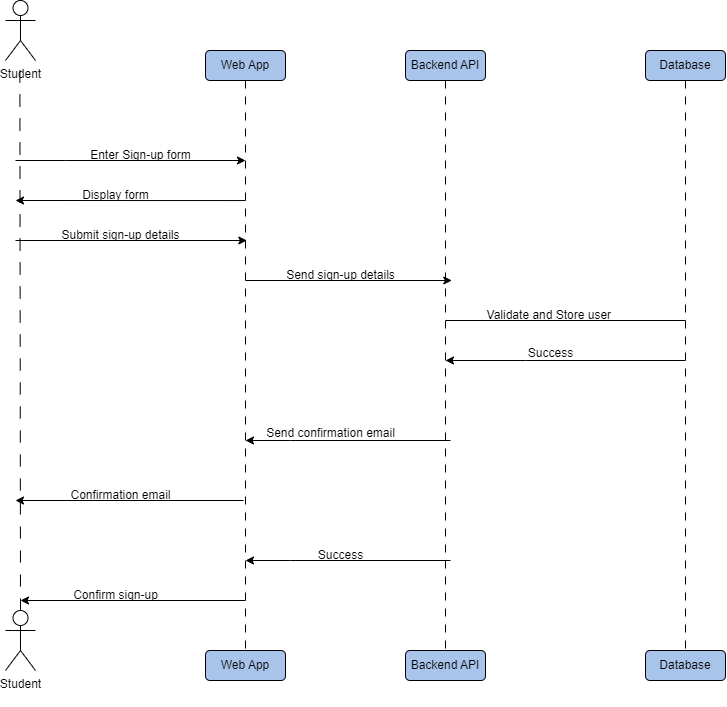 Student
Web App
Backend API
Database
Enter Sign-up form
Display form
Submit sign-up details
Send sign-up details
Validate and Store user
Success
Send confirmation email
Confirmation email
Success
Confirm sign-up
Web App
Backend API
Database
Student